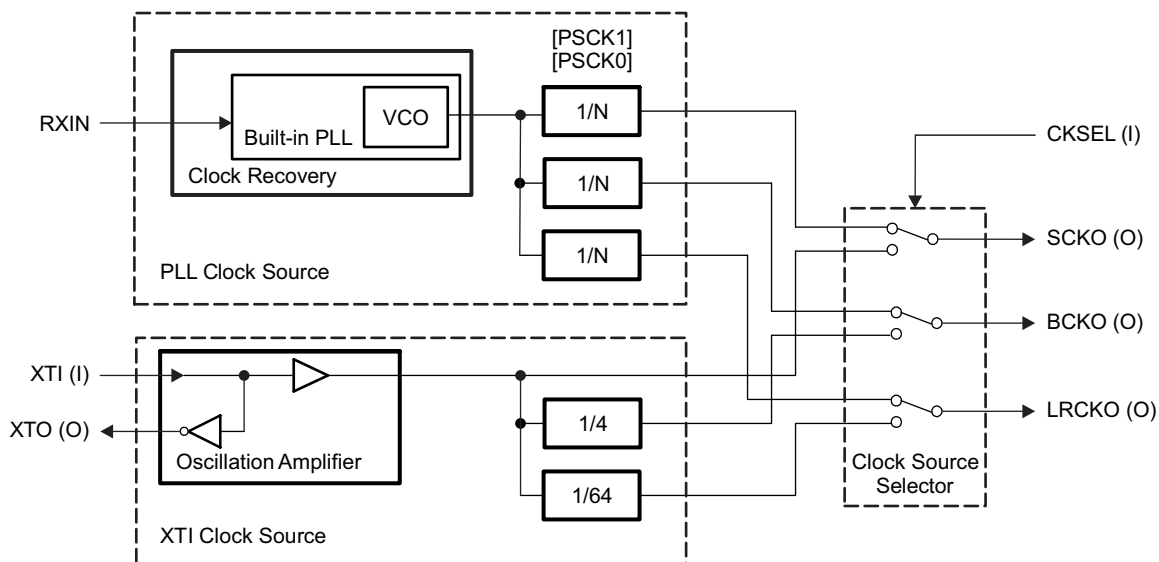 [PSCK1]
[PSCK0]
RXIN
VCO
Built-in PLL
Clock Recovery
1/N
1/N
1/N
PLL Clock Source
CKSEL (I)
SCKO (O)
BCKO (O)
LRCKO (O)
Clock Source
Selector
XTI (I)
XTO (O)
Oscillation Amplifier
1/4
1/64
XTI Clock Source